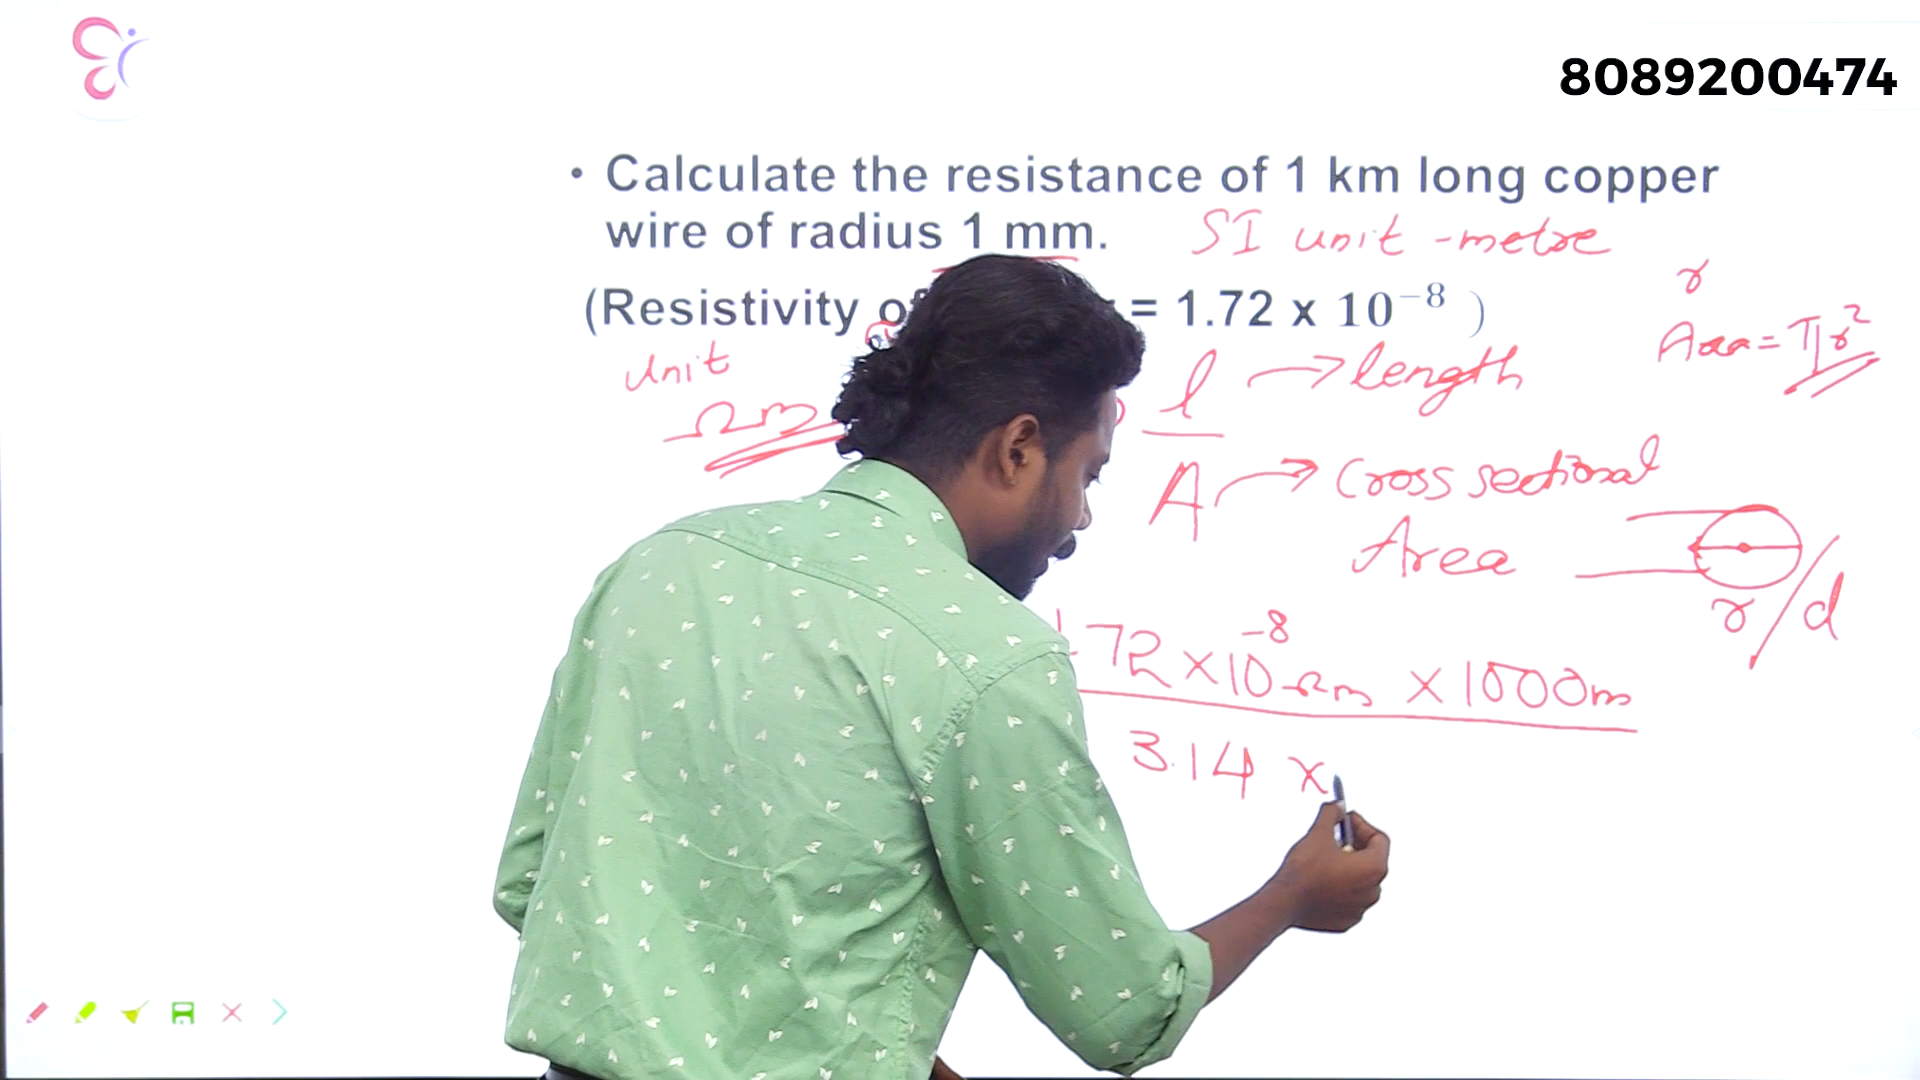 8089200474
• Calculate the resistance of 1 km long copper
wire of radius 1 mm.
SI unit - metre
(Resistivity = 1.72 x 10⁻⁸ )
r
Area = πr²
unit
Ωm
l → length
A → Cross sectional
Area
r/d
.72 × 10⁻⁸ Ωm × 1000m
3.14 ×